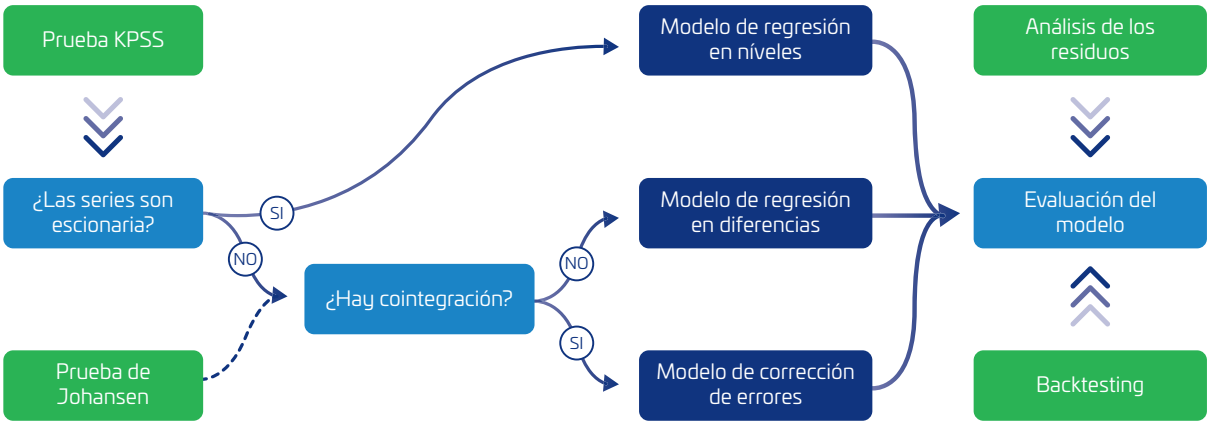 Prueba KPSS
¿Las series son
escionaria?
SI
NO
Prueba de
Johansen
¿Hay cointegración?
NO
SI
Modelo de regresión
en níveles
Modelo de regresión
en diferencias
Modelo de corrección
de errores
Análisis de los
residuos
Evaluación del
modelo
Backtesting